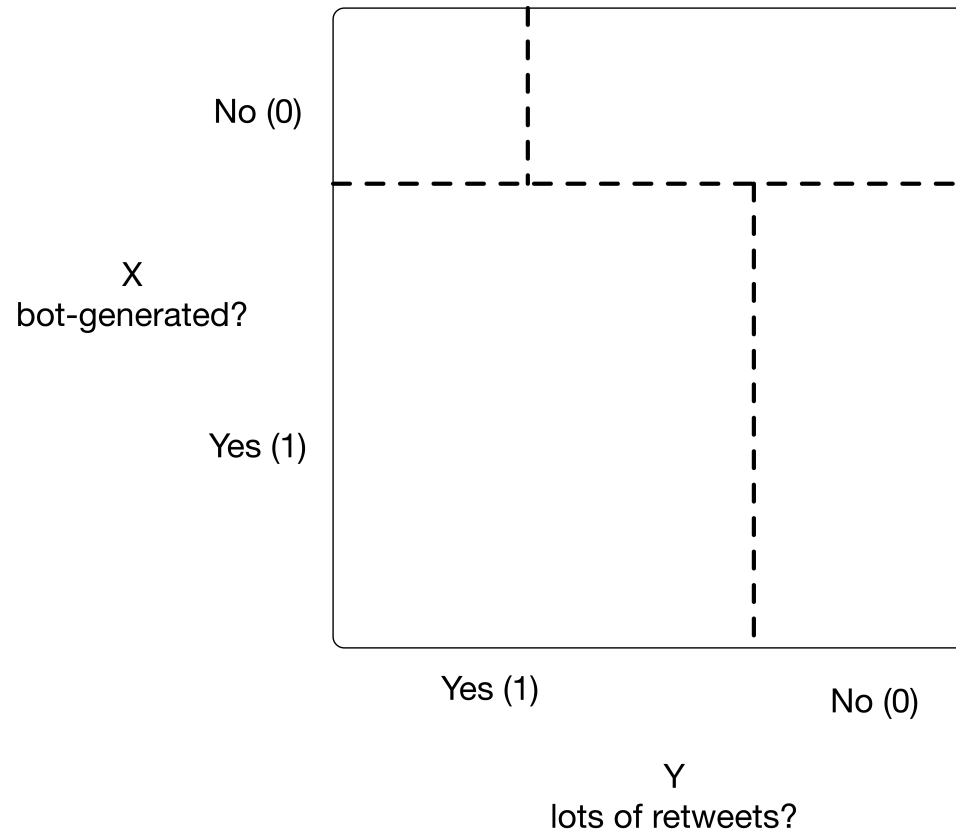 No (0)
X
bot-generated?
Yes (1)
Yes (1)
No (0)
Y
lots of retweets?